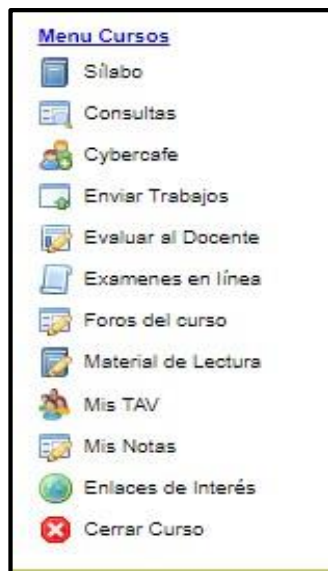 Menu Cursos
Sílabo
Consultas
Cybercafe
Enviar Trabajos
Evaluar al Docente
Examenes en línea
Foros del curso
Material de Lectura
Mis TAV
Mis Notas
Enlaces de Interés
Cerrar Curso